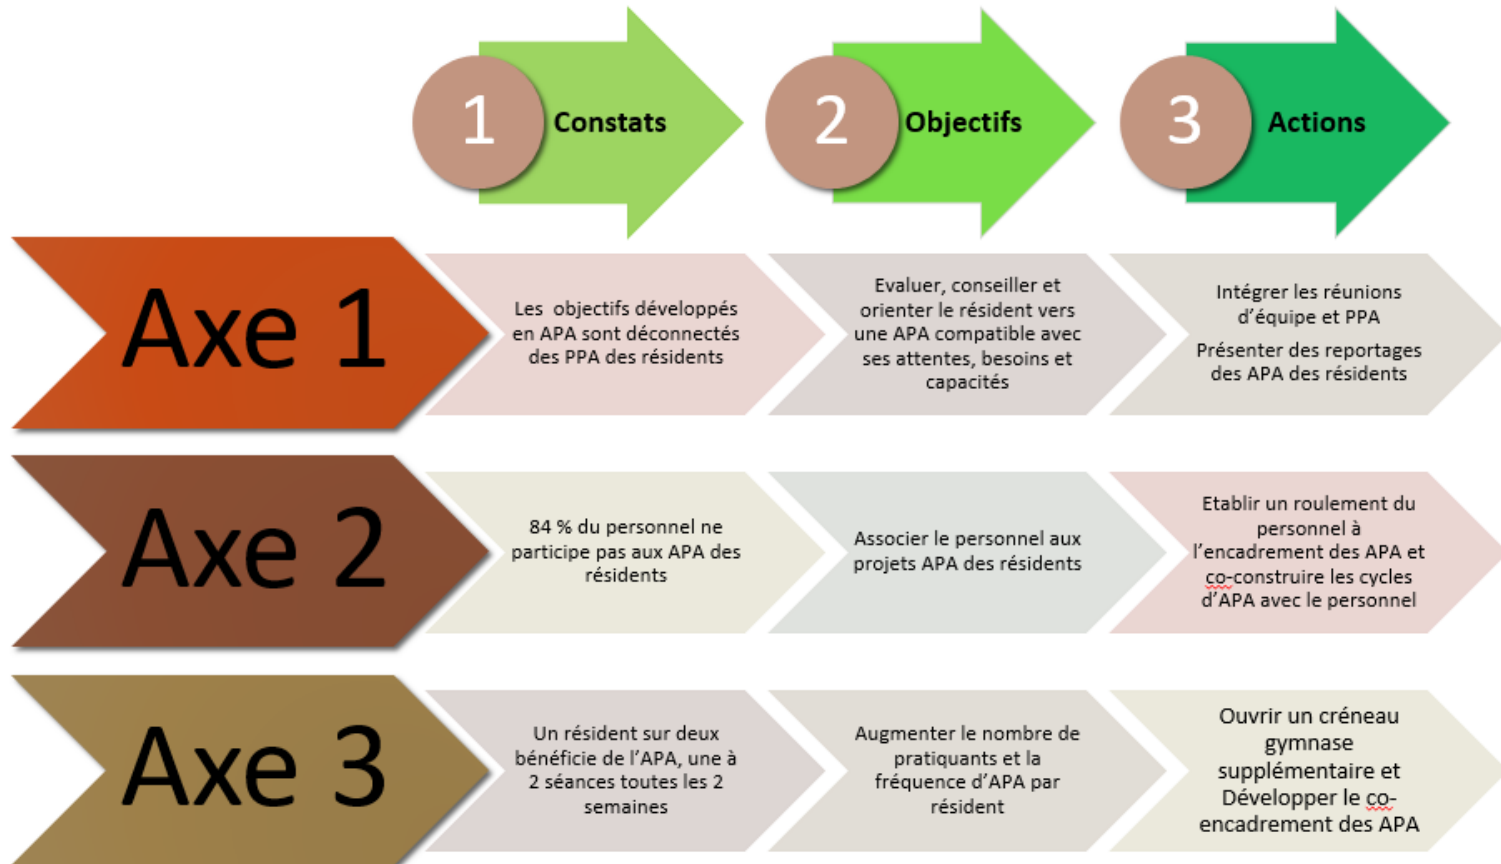 1
Constats
2
Objectifs
3
Actions
Axe 1
Les objectifs développés
en APA sont déconnectés
des PPA des résidents
Evaluer, conseiller et
orienter le résident vers
une APA compatible avec
ses attentes, besoins et
capacités
Intégrer les réunions
d'équipe et PPA
Présenter des reportages
des APA des résidents
Axe 2
84 % du personnel ne
participe pas aux APA des
résidents
Associer le personnel aux
projets APA des résidents
Etablir un roulement du
personnel à
l'encadrement des APA et
co-construire les cycles
d'APA avec le personnel
Axe 3
Un résident sur deux
bénéficie de l'APA, une à
2 séances toutes les 2
semaines
Augmenter le nombre de
pratiquants et la
fréquence d'APA par
résident
Ouvrir un créneau
gymnase
supplémentaire et
Développer le co-
encadrement des APA